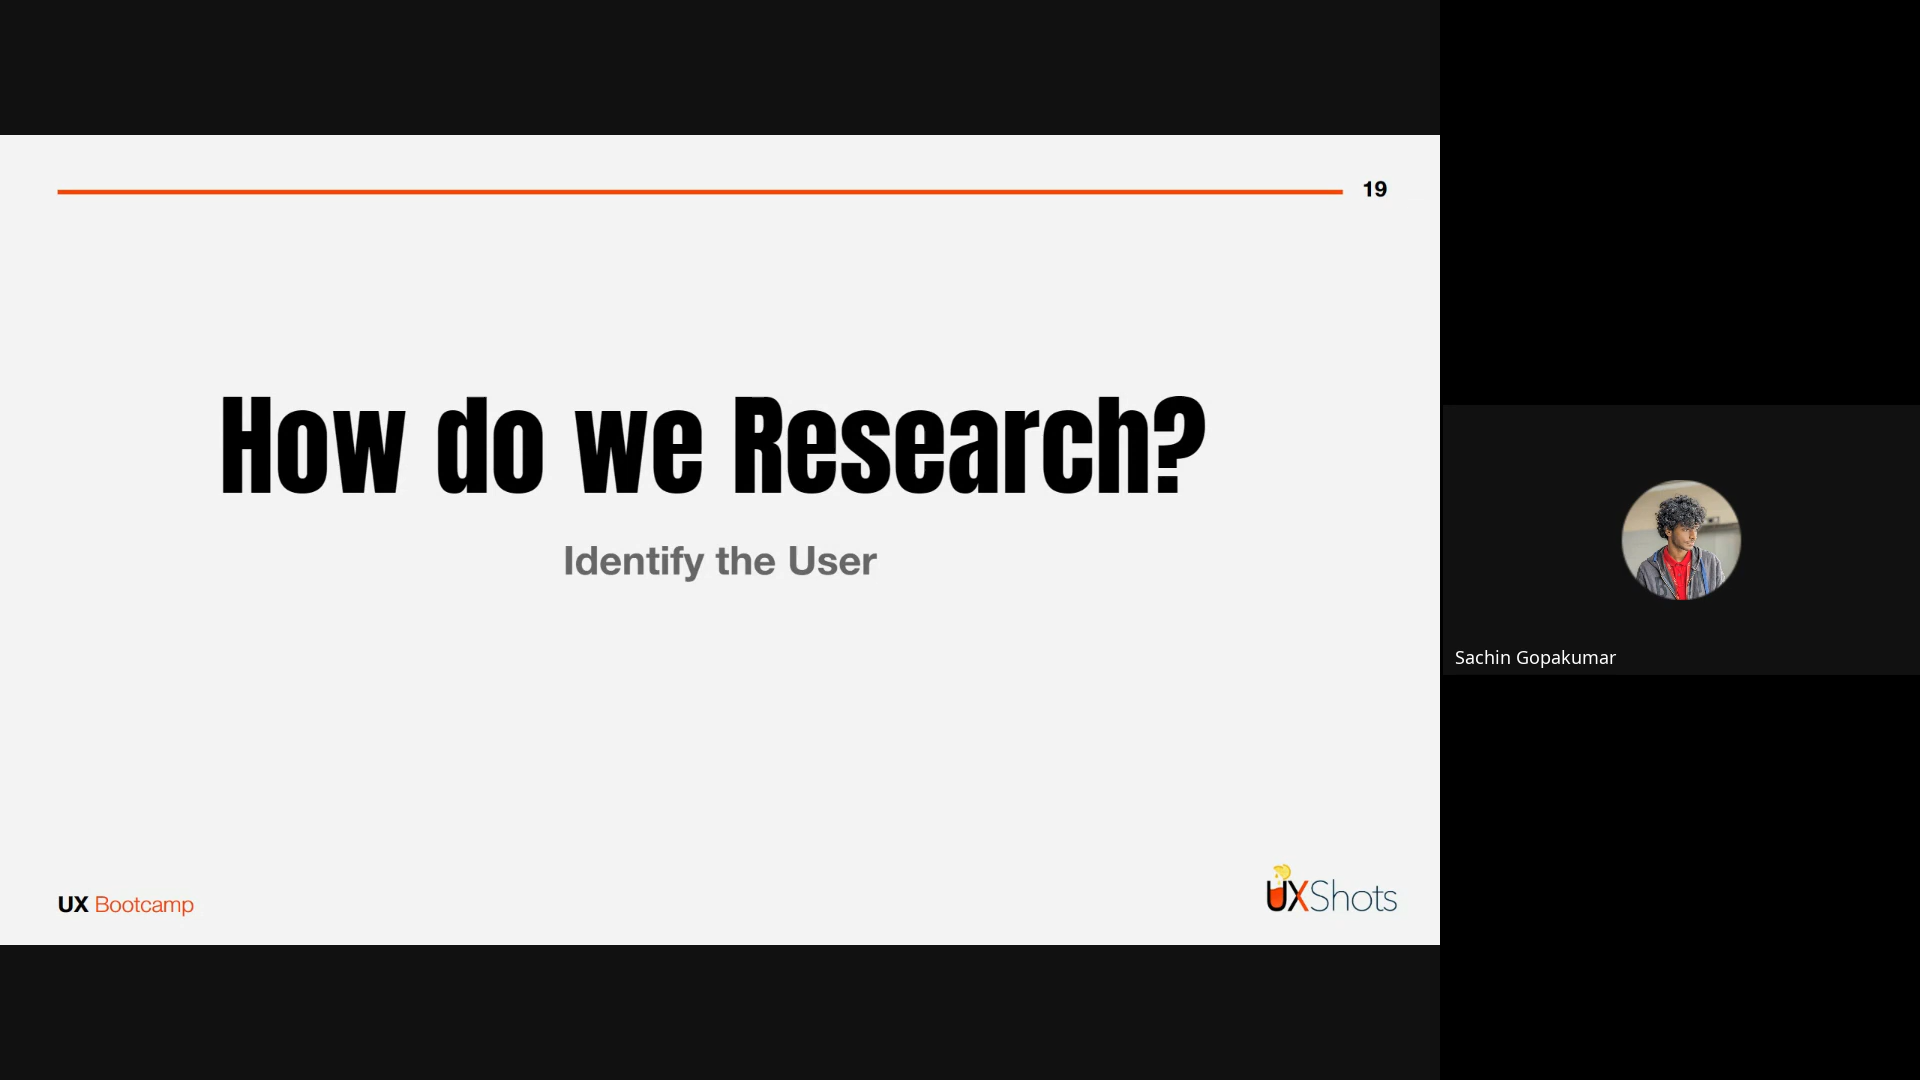 19
How do we Research?
Identify the User
UX Bootcamp
UXShots
Sachin Gopakumar